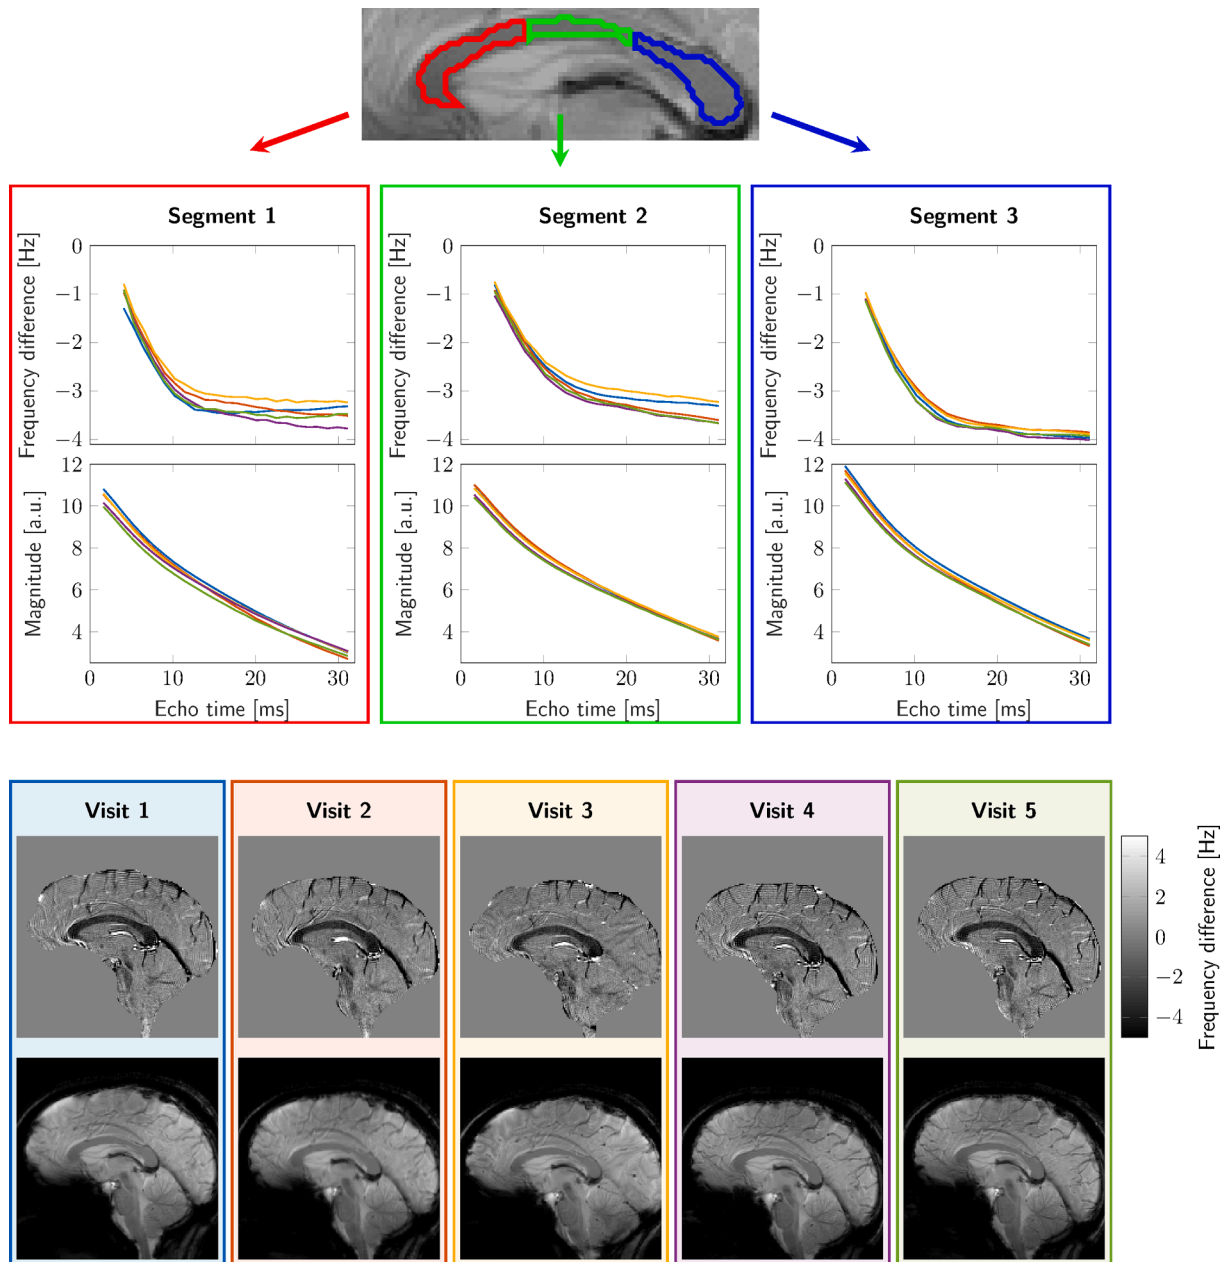 Segment 1
Segment 2
Segment 3
Frequency difference [Hz]
0
−1
−2
−3
−4
Frequency difference [Hz]
0
−1
−2
−3
−4
Frequency difference [Hz]
0
−1
−2
−3
−4
Magnitude [a.u.]
12
10
8
6
4
0 10 20 30
Echo time [ms]
Magnitude [a.u.]
12
10
8
6
4
0 10 20 30
Echo time [ms]
Magnitude [a.u.]
12
10
8
6
4
0 10 20 30
Echo time [ms]
Visit 1
Visit 2
Visit 3
Visit 4
Visit 5
4
2
0
−2
−4
Frequency difference [Hz]